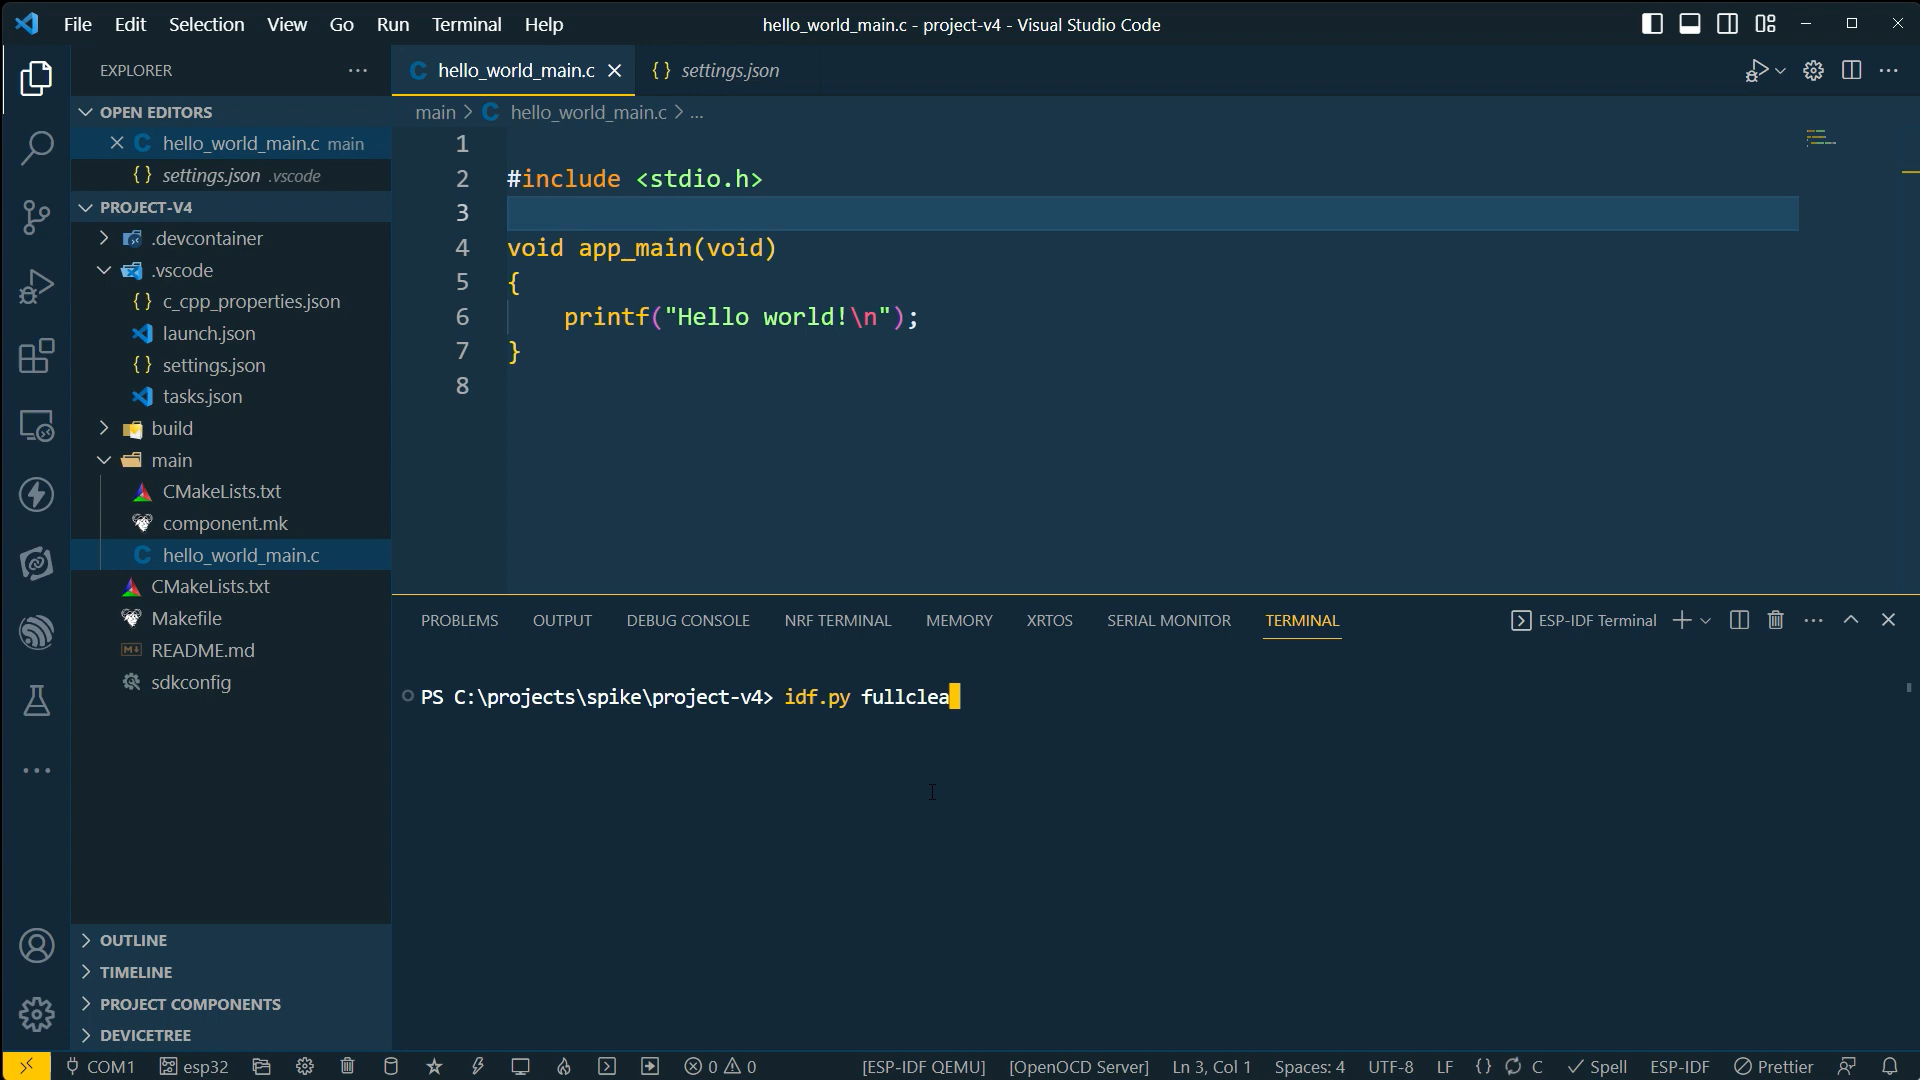 File Edit Selection View Go Run Terminal Help
hello_world_main.c - project-v4 - Visual Studio Code
EXPLORER
OPEN EDITORS
hello_world_main.c main
settings.json .vscode
PROJECT-V4
.devcontainer
.vscode
c_cpp_properties.json
launch.json
settings.json
tasks.json
build
main
CMakeLists.txt
component.mk
hello_world_main.c
CMakeLists.txt
Makefile
README.md
sdkconfig
OUTLINE
TIMELINE
PROJECT COMPONENTS
DEVICETREE
hello_world_main.c settings.json
main > hello_world_main.c > ...
1
2 #include <stdio.h>
3
4 void app_main(void)
5 {
6 printf("Hello world!\n");
7 }
8
PROBLEMS OUTPUT DEBUG CONSOLE NRF TERMINAL MEMORY XRTOS SERIAL MONITOR TERMINAL ESP-IDF Terminal
PS C:\projects\spike\project-v4> idf.py fullclea
COM1 esp32 0 0 [ESP-IDF QEMU] [OpenOCD Server] Ln 3, Col 1 Spaces: 4 UTF-8 LF {} C Spell ESP-IDF Prettier